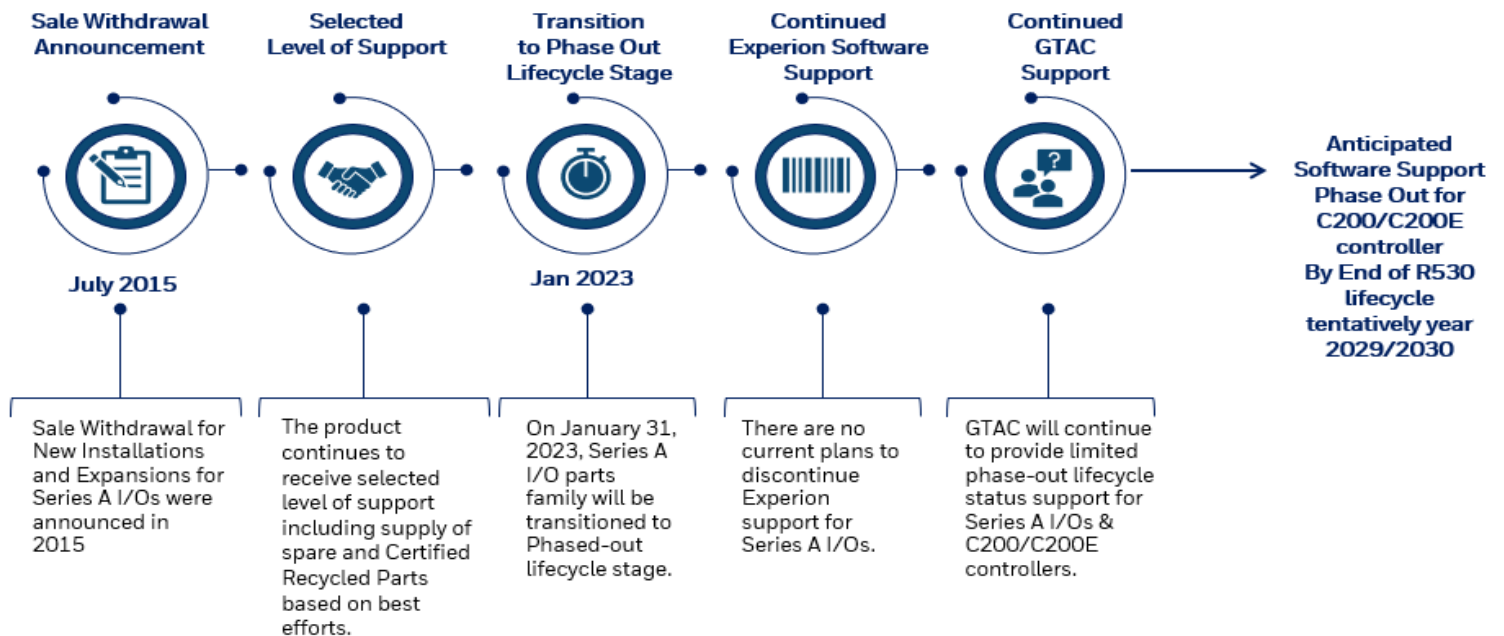 Sale Withdrawal
Announcement
Selected
Level of Support
Transition
to Phase Out
Lifecycle Stage
Continued
Experion Software
Support
Continued
GTAC
Support
?
July 2015
Jan 2023
Anticipated
Software Support
Phase Out for
C200/C200E
controller
By End of R530
lifecycle
tentatively year
2029/2030
Sale Withdrawal for
New Installations
and Expansions for
Series A I/Os were
announced in
2015
The product
continues to
receive selected
level of support
including supply of
spare and Certified
Recycled Parts
based on best
efforts.
On January 31,
2023, Series A
I/O parts
family will be
transitioned to
Phased-out
lifecycle stage.
There are no
current plans to
discontinue
Experion
support for
Series A I/Os.
GTAC will continue
to provide limited
phase-out lifecycle
status support for
Series A I/Os &
C200/C200E
controllers.